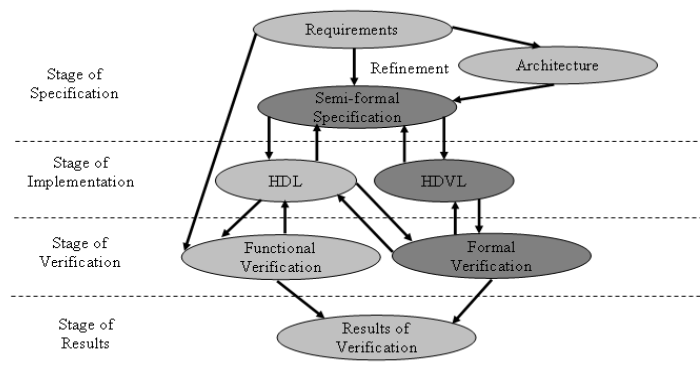 Requirements
Refinement
Architecture
Stage of
Specification
Semi-formal
Specification
Stage of
Implementation
HDL
HDVL
Stage of
Verification
Functional
Verification
Formal
Verification
Stage of
Results
Results of
Verification